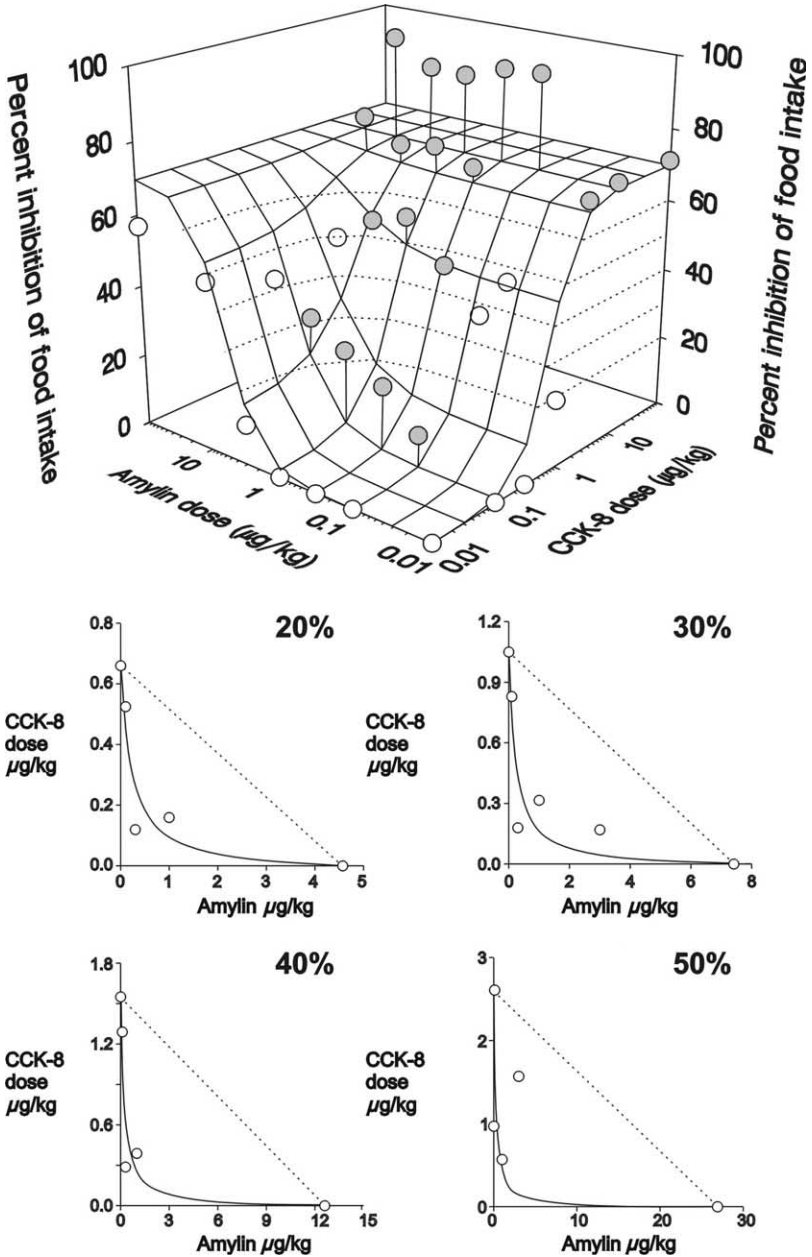 Percent inhibition of food intake
100
80
60
40
20
0
10
1
0.1
0.01
Amylin dose (µg/kg)
0.01
0.1
1
10
CCK-8 dose (µg/kg)
100
80
60
40
20
0
Percent inhibition of food intake
20%
CCK-8
dose
µg/kg
0.8
0.6
0.4
0.2
0.0
0 1 2 3 4 5
Amylin µg/kg
30%
CCK-8
dose
µg/kg
1.2
0.9
0.6
0.3
0.0
0 2 4 6 8
Amylin µg/kg
40%
CCK-8
dose
µg/kg
1.8
1.2
0.6
0.0
0 3 6 9 12 15
Amylin µg/kg
50%
CCK-8
dose
µg/kg
3
2
1
0
0 10 20 30
Amylin µg/kg